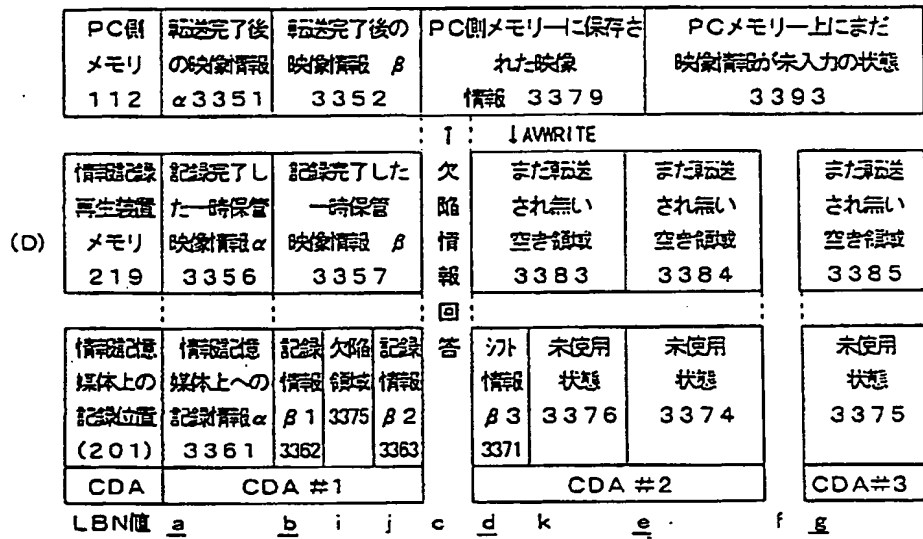 PC側
メモリ
112
転送完了後
の映像情報
α3351
転送完了後の
映像情報 β
3352
PC側メモリーに保存さ
れた映像
情報 3379
PCメモリー上にまだ
映像情報が未入力の状態
3393
↑
↓AVWRITE
(D)
情報記録
再生装置
メモリ
219
記録完了し
た一時保管
映像情報α
3356
記録完了した
一時保管
映像情報 β
3357
欠陥情報回答
まだ転送
され無い
空き領域
3383
まだ転送
され無い
空き領域
3384
まだ転送
され無い
空き領域
3385
情報記憶
媒体上の
記録位置
(201)
情報記憶
媒体上への
記録情報α
3361
記録
情報
β1
3362
欠陥
領域
3375
記録
情報
β2
3363
シフト
情報
β3
3371
未使用
状態
3376
未使用
状態
3374
未使用
状態
3375
CDA
CDA #1
CDA #2
CDA#3
LBN値 a b i j c d k e f g